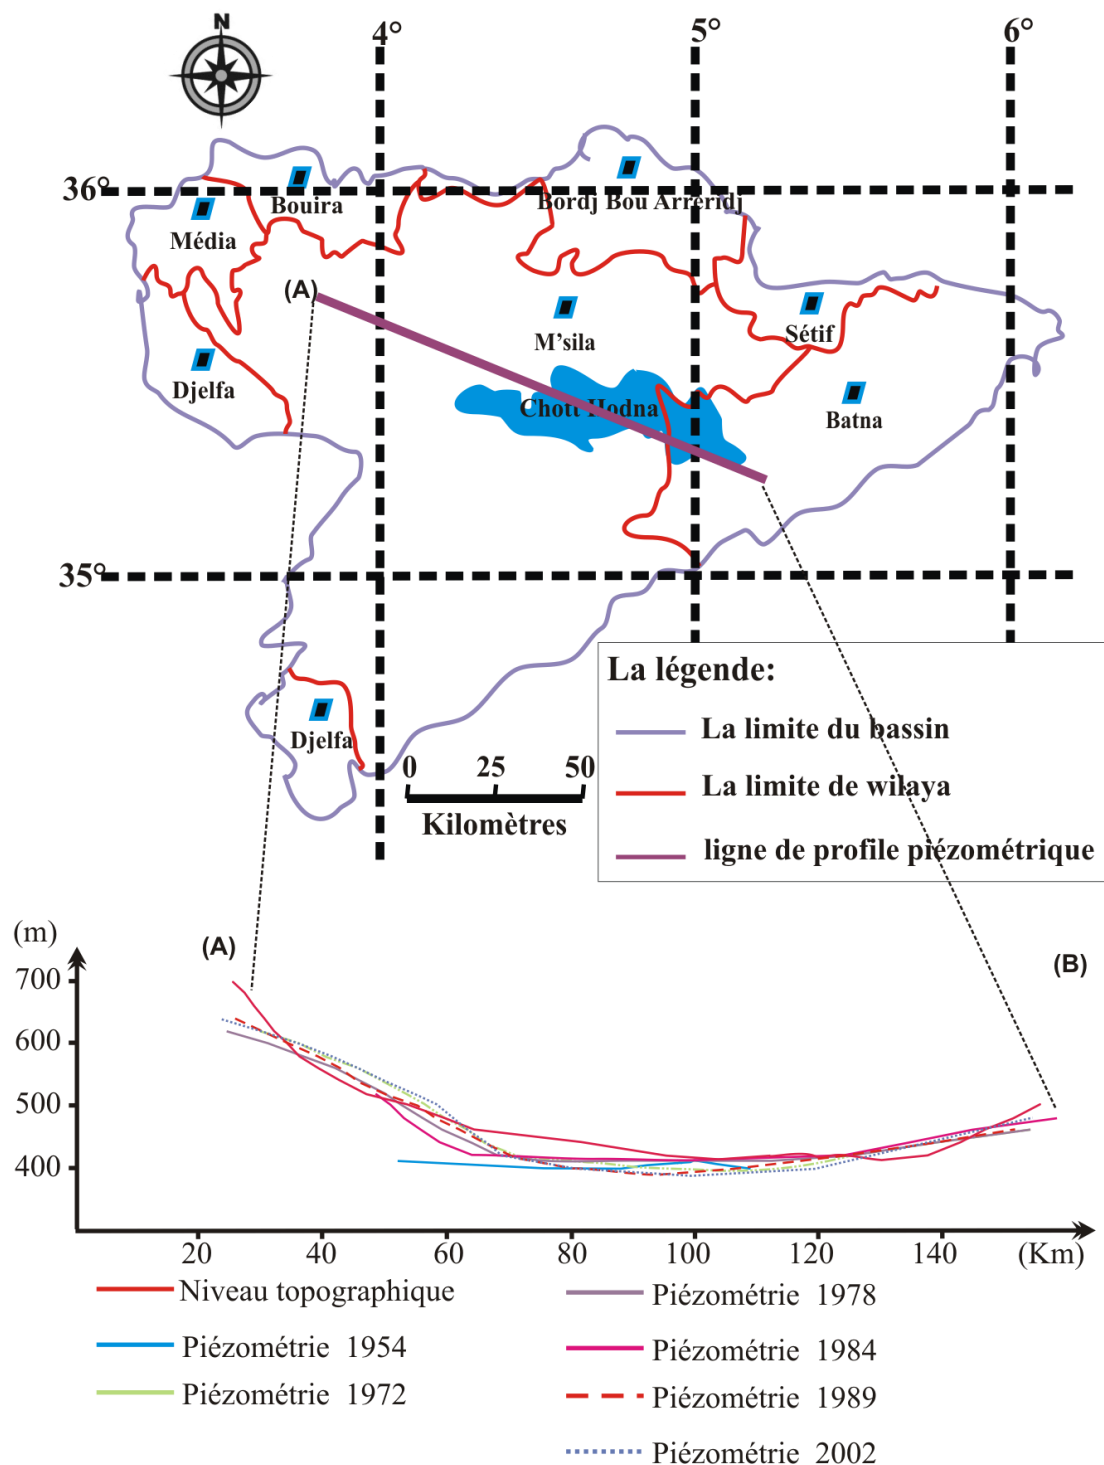 N
4°
5°
6°
36°
Bouira
Bordj Bou Arréridj
Média
(A)
M'sila
Sétif
Djelfa
Chott Hodna
Batna
35°
La légende:
La limite du bassin
Djelfa
0 25 50
La limite de wilaya
Kilomètres
ligne de profile piézométrique
(m)
(A)
(B)
700
600
500
400
20 40 60 80 100 120 140 (Km)
Niveau topographique
Piézométrie 1978
Piézométrie 1954
Piézométrie 1984
Piézométrie 1972
Piézométrie 1989
Piézométrie 2002